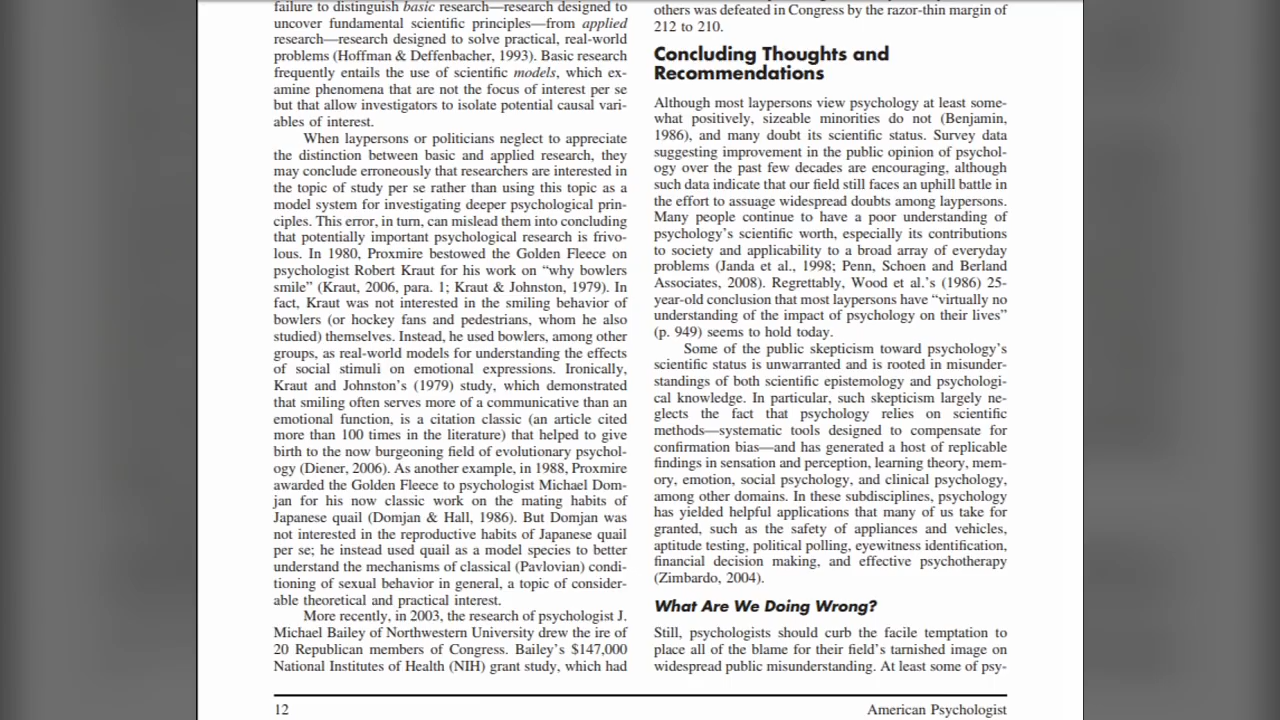 failure to distinguish basic research—research designed to
uncover fundamental scientific principles—from applied
research—research designed to solve practical, real-world
problems (Hoffman & Deffenbacher, 1993). Basic research
frequently entails the use of scientific models, which ex-
amine phenomena that are not the focus of interest per se
but that allow investigators to isolate potential causal vari-
ables of interest.
When laypersons or politicians neglect to appreciate
the distinction between basic and applied research, they
may conclude erroneously that researchers are interested in
the topic of study per se rather than using this topic as a
model system for investigating deeper psychological prin-
ciples. This error, in turn, can mislead them into concluding
that potentially important psychological research is frivo-
lous. In 1980, Proxmire bestowed the Golden Fleece on
psychologist Robert Kraut for his work on “why bowlers
smile” (Kraut, 2006, para. 1; Kraut & Johnston, 1979). In
fact, Kraut was not interested in the smiling behavior of
bowlers (or hockey fans and pedestrians, whom he also
studied) themselves. Instead, he used bowlers, among other
groups, as real-world models for understanding the effects
of social stimuli on emotional expressions. Ironically,
Kraut and Johnston’s (1979) study, which demonstrated
that smiling often serves more of a communicative than an
emotional function, is a citation classic (an article cited
more than 100 times in the literature) that helped to give
birth to the now burgeoning field of evolutionary psychol-
ogy (Diener, 2006). As another example, in 1988, Proxmire
awarded the Golden Fleece to psychologist Michael Dom-
jan for his now classic work on the mating habits of
Japanese quail (Domjan & Hall, 1986). But Domjan was
not interested in the reproductive habits of Japanese quail
per se; he instead used quail as a model species to better
understand the mechanisms of classical (Pavlovian) condi-
tioning of sexual behavior in general, a topic of consider-
able theoretical and practical interest.
More recently, in 2003, the research of psychologist J.
Michael Bailey of Northwestern University drew the ire of
20 Republican members of Congress. Bailey’s $147,000
National Institutes of Health (NIH) grant study, which had
others was defeated in Congress by the razor-thin margin of
212 to 210.
Concluding Thoughts and
Recommendations
Although most laypersons view psychology at least some-
what positively, sizeable minorities do not (Benjamin,
1986), and many doubt its scientific status. Survey data
suggesting improvement in the public opinion of psychol-
ogy over the past few decades are encouraging, although
such data indicate that our field still faces an uphill battle in
the effort to assuage widespread doubts among laypersons.
Many people continue to have a poor understanding of
psychology’s scientific worth, especially its contributions
to society and applicability to a broad array of everyday
problems (Janda et al., 1998; Penn, Schoen and Berland
Associates, 2008). Regrettably, Wood et al.’s (1986) 25-
year-old conclusion that most laypersons have “virtually no
understanding of the impact of psychology on their lives”
(p. 949) seems to hold today.
Some of the public skepticism toward psychology’s
scientific status is unwarranted and is rooted in misunder-
standings of both scientific epistemology and psychologi-
cal knowledge. In particular, such skepticism largely ne-
glects the fact that psychology relies on scientific
methods—systematic tools designed to compensate for
confirmation bias—and has generated a host of replicable
findings in sensation and perception, learning theory, mem-
ory, emotion, social psychology, and clinical psychology,
among other domains. In these subdisciplines, psychology
has yielded helpful applications that many of us take for
granted, such as the safety of appliances and vehicles,
aptitude testing, political polling, eyewitness identification,
financial decision making, and effective psychotherapy
(Zimbardo, 2004).
What Are We Doing Wrong?
Still, psychologists should curb the facile temptation to
place all of the blame for their field’s tarnished image on
widespread public misunderstanding. At least some of psy-
12
American Psychologist